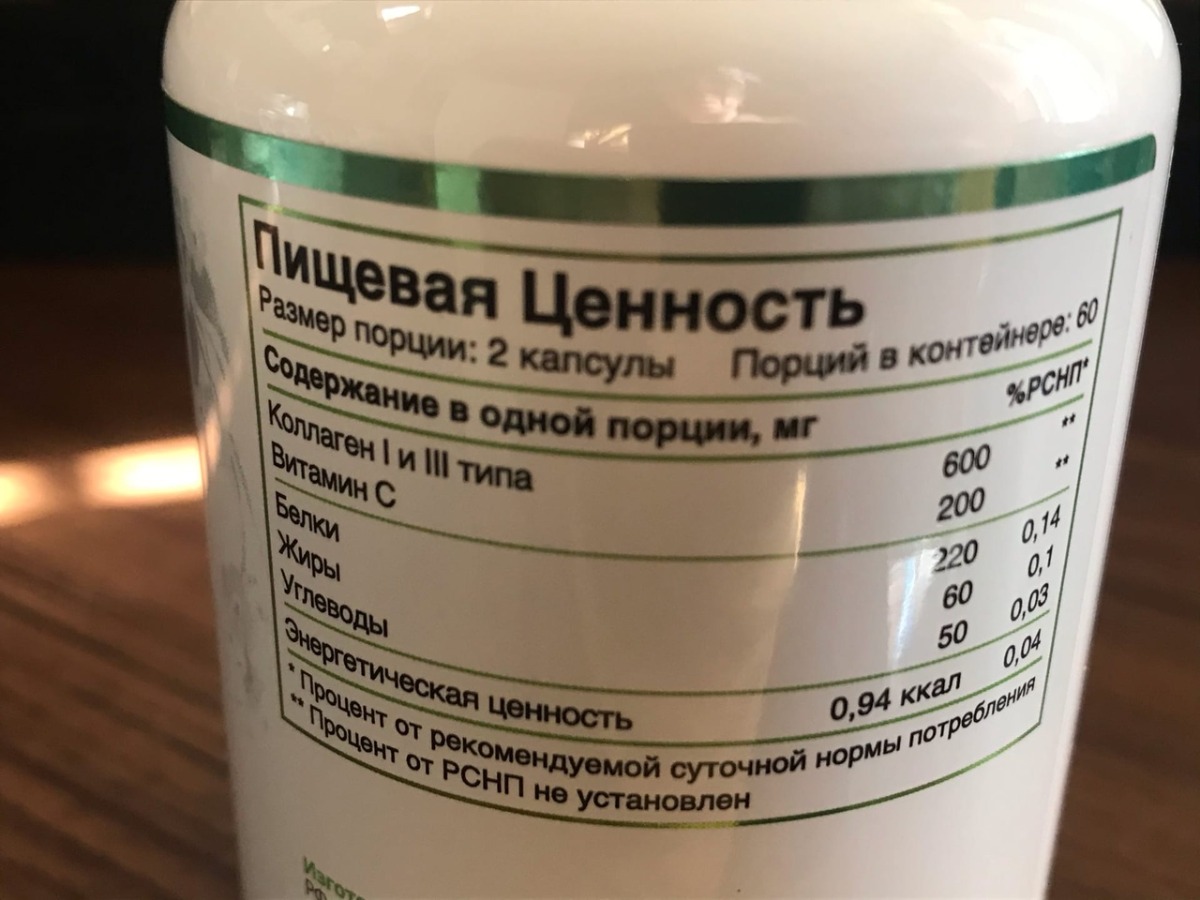 Пищевая Ценность
Размер порции: 2 капсулы Порций в контейнере: 60
Содержание в одной порции, мг %РСНП*
Коллаген I и III типа 600 **
Витамин С 200 **
Белки 220 0,14
Жиры 60 0,1
Углеводы 50 0,03
Энергетическая ценность 0,94 ккал 0,04
* Процент от рекомендуемой суточной нормы потребления
** Процент от РСНП не установлен